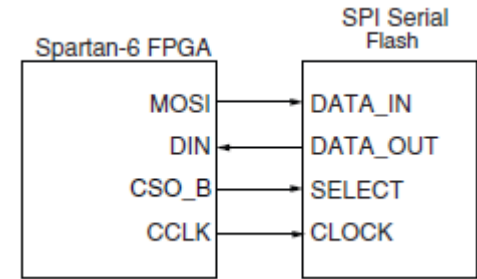 SPI Serial
Flash
Spartan-6 FPGA
MOSI DATA_IN
DIN DATA_OUT
CSO_B SELECT
CCLK CLOCK